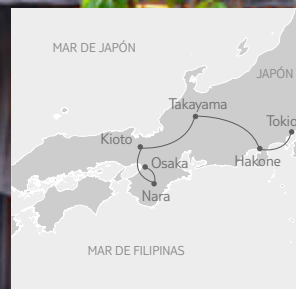 MAR DE JAPÓN
JAPÓN
Takayama
Tokio
Kioto
Osaka
Hakone
Nara
MAR DE FILIPINAS